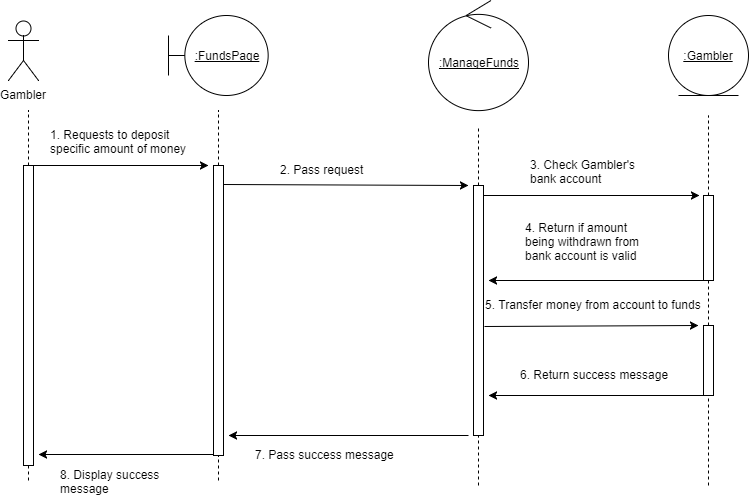 :FundsPage
:ManageFunds
:Gambler
Gambler
1. Requests to deposit
specific amount of money
2. Pass request
3. Check Gambler's
bank account
4. Return if amount
being withdrawn from
bank account is valid
5. Transfer money from account to funds
6. Return success message
7. Pass success message
8. Display success
message